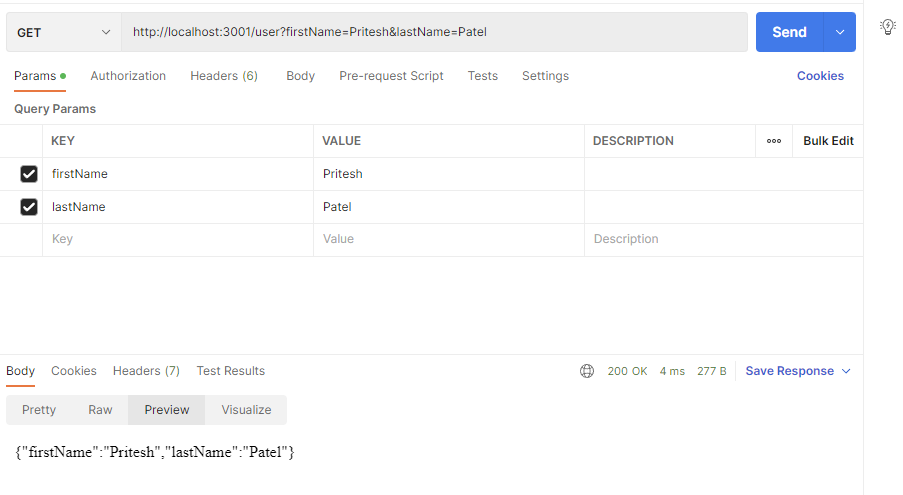 GET http://localhost:3001/user?firstName=Pritesh&lastName=Patel Send
Params Authorization Headers (6) Body Pre-request Script Tests Settings Cookies
Query Params
KEY VALUE DESCRIPTION Bulk Edit
firstName Pritesh
lastName Patel
Key Value Description
Body Cookies Headers (7) Test Results 200 OK 4 ms 277 B Save Response
Pretty Raw Preview Visualize
{"firstName":"Pritesh","lastName":"Patel"}